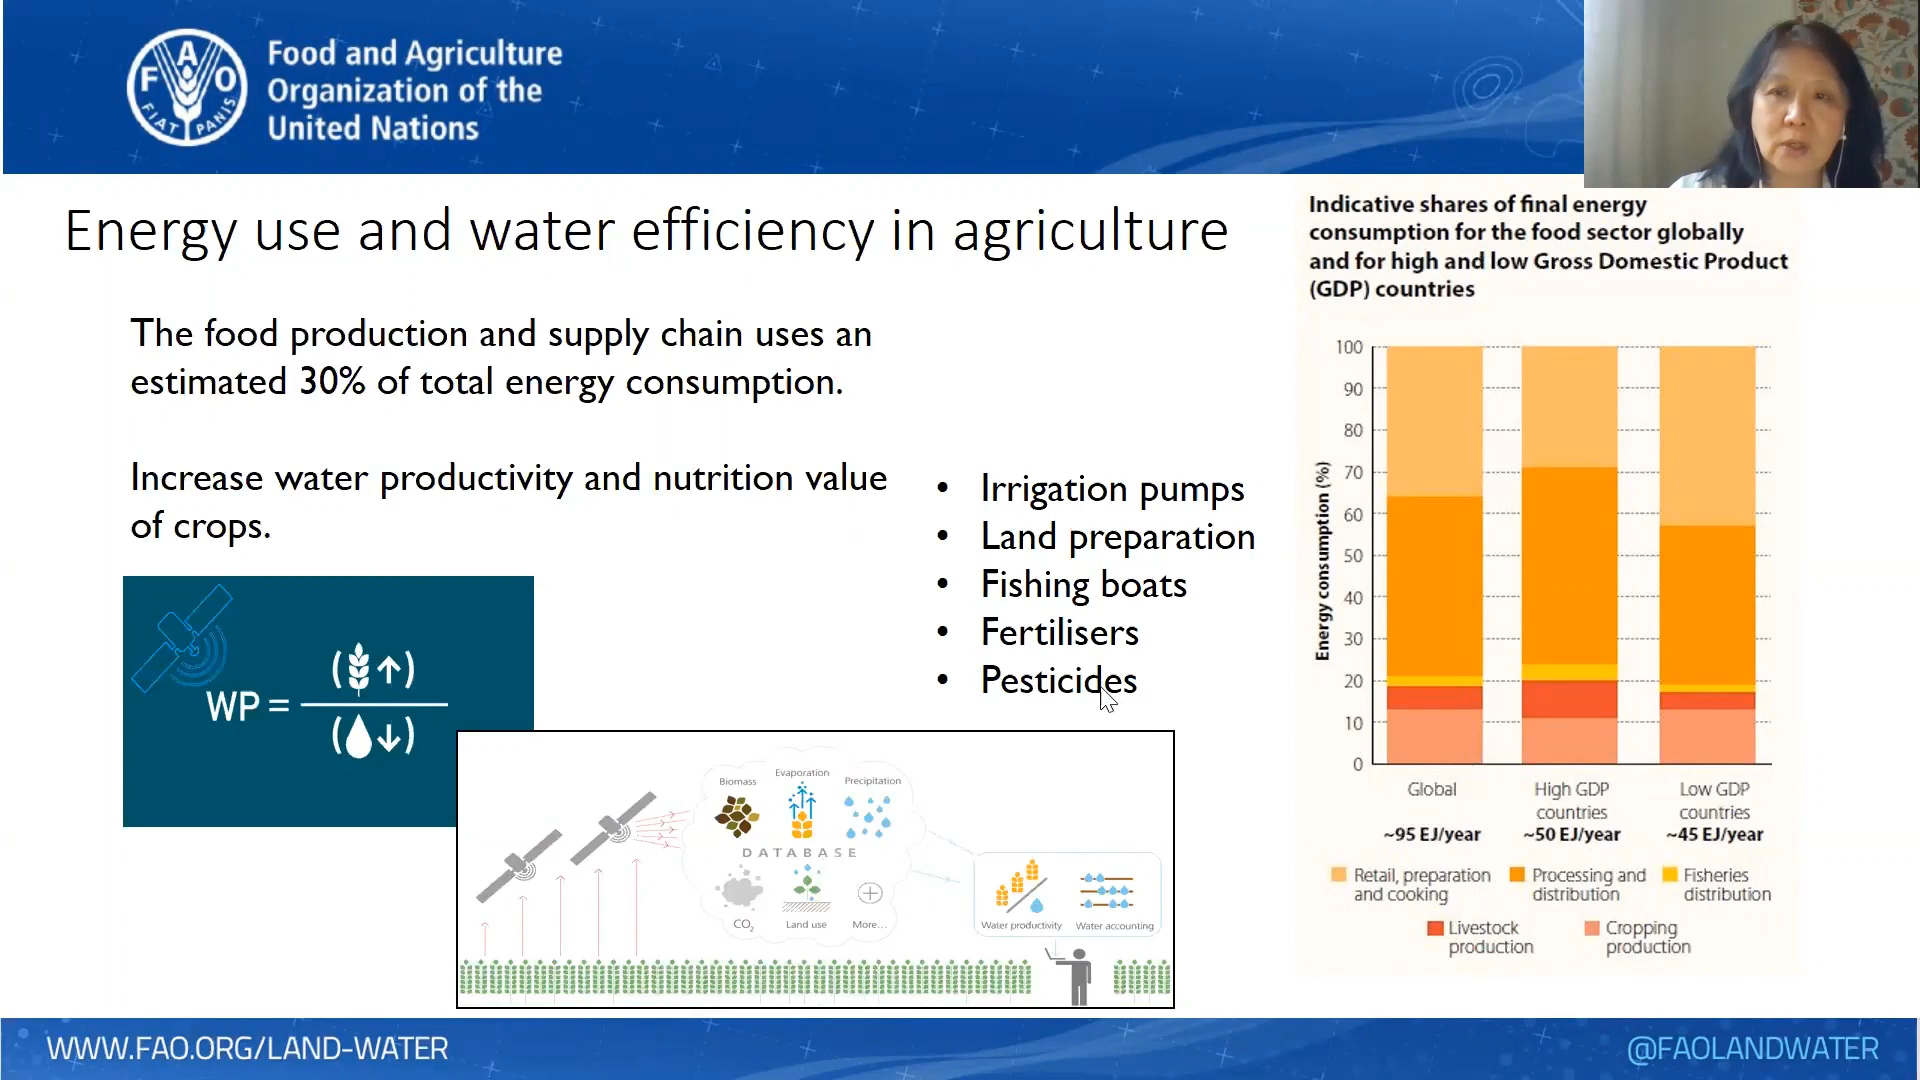 FAO
FIAT PANIS
Food and Agriculture
Organization of the
United Nations
Energy use and water efficiency in agriculture
The food production and supply chain uses an
estimated 30% of total energy consumption.
Increase water productivity and nutrition value
of crops.
• Irrigation pumps
• Land preparation
• Fishing boats
• Fertilisers
• Pesticides
WP =
Biomass
Evaporation
Precipitation
DATABASE
CO2
Land use
More...
Water productivity
Water accounting
Indicative shares of final energy
consumption for the food sector globally
and for high and low Gross Domestic Product
(GDP) countries
Energy consumption (%)
100
90
80
70
60
50
40
30
20
10
0
Global
~95 EJ/year
High GDP
countries
~50 EJ/year
Low GDP
countries
~45 EJ/year
Retail, preparation
and cooking
Processing and
distribution
Fisheries
distribution
Livestock
production
Cropping
production
WWW.FAO.ORG/LAND-WATER
@FAOLANDWATER